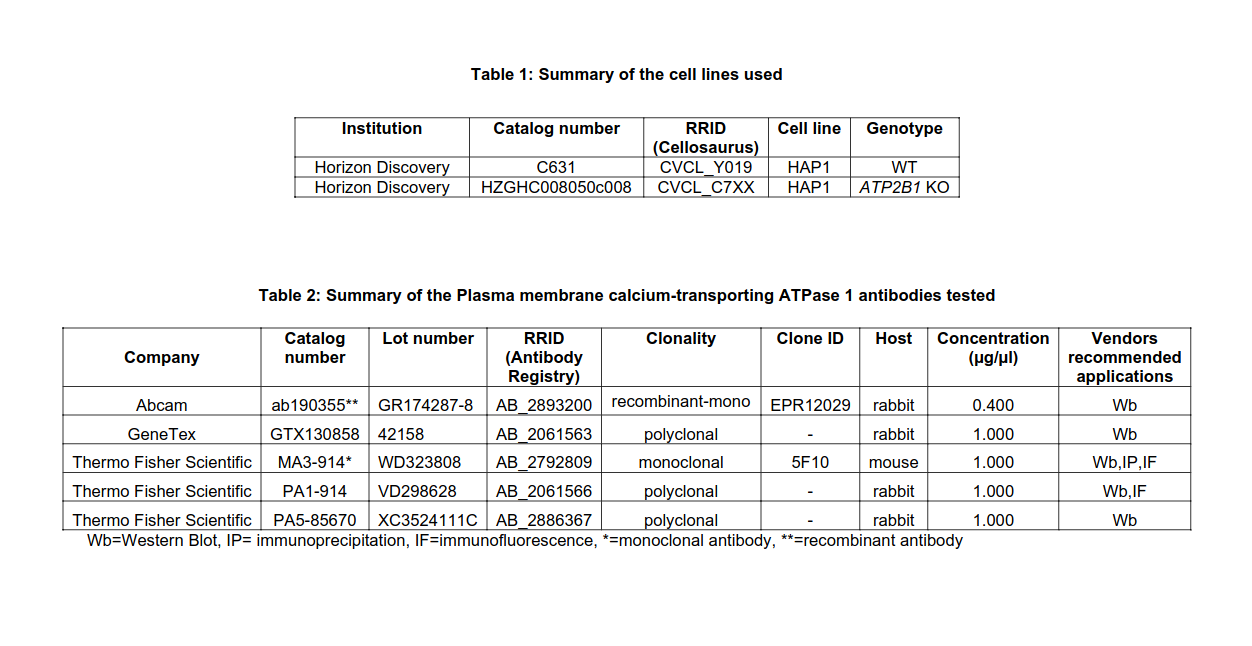 Table 1: Summary of the cell lines used
Institution Catalog number RRID (Cellosaurus) Cell line Genotype
Horizon Discovery C631 CVCL_Y019 HAP1 WT
Horizon Discovery HZGHC008050c008 CVCL_C7XX HAP1 ATP2B1 KO
Table 2: Summary of the Plasma membrane calcium-transporting ATPase 1 antibodies tested
Company Catalog number Lot number RRID (Antibody Registry) Clonality Clone ID Host Concentration (µg/µl) Vendors recommended applications
Abcam ab190355** GR174287-8 AB_2893200 recombinant-mono EPR12029 rabbit 0.400 Wb
GeneTex GTX130858 42158 AB_2061563 polyclonal - rabbit 1.000 Wb
Thermo Fisher Scientific MA3-914* WD323808 AB_2792809 monoclonal 5F10 mouse 1.000 Wb,IP,IF
Thermo Fisher Scientific PA1-914 VD298628 AB_2061566 polyclonal - rabbit 1.000 Wb,IF
Thermo Fisher Scientific PA5-85670 XC3524111C AB_2886367 polyclonal - rabbit 1.000 Wb
Wb=Western Blot, IP= immunoprecipitation, IF=immunofluorescence, *=monoclonal antibody, **=recombinant antibody